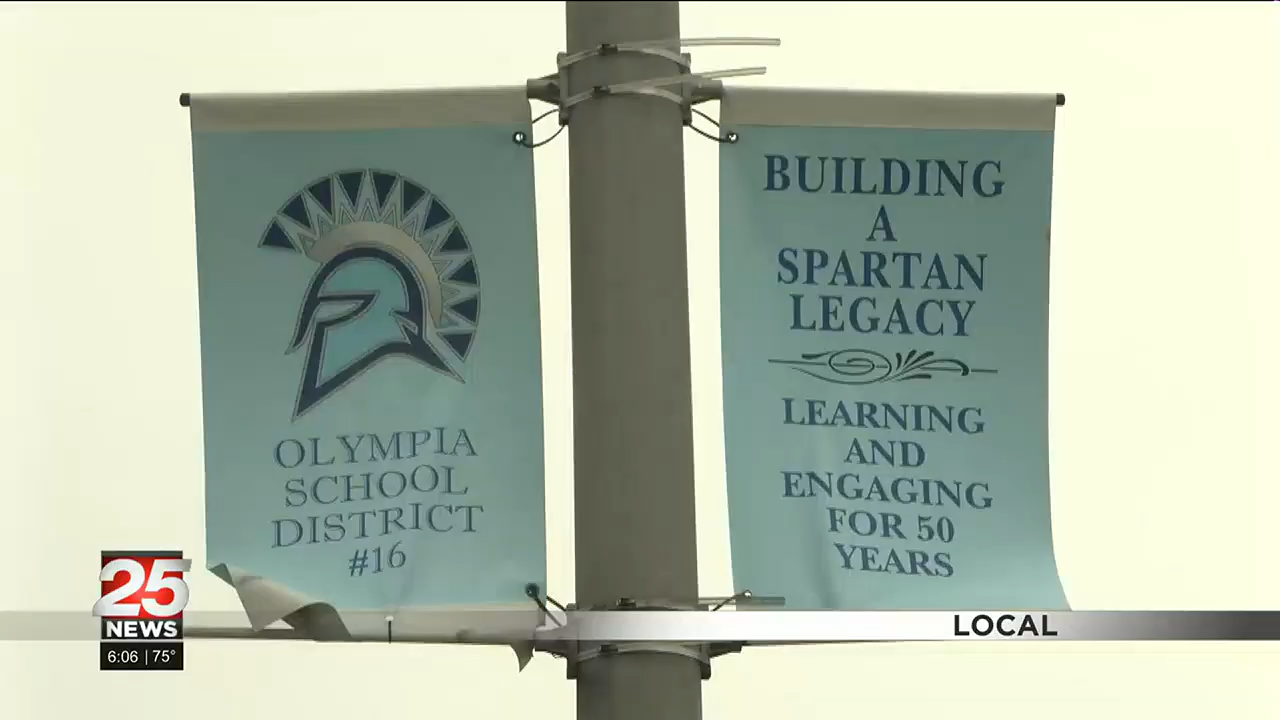 OLYMPIA
SCHOOL
DISTRICT
#16
BUILDING
A
SPARTAN
LEGACY
LEARNING
AND
ENGAGING
FOR 50
YEARS
25
NEWS
6:06 | 75°
LOCAL